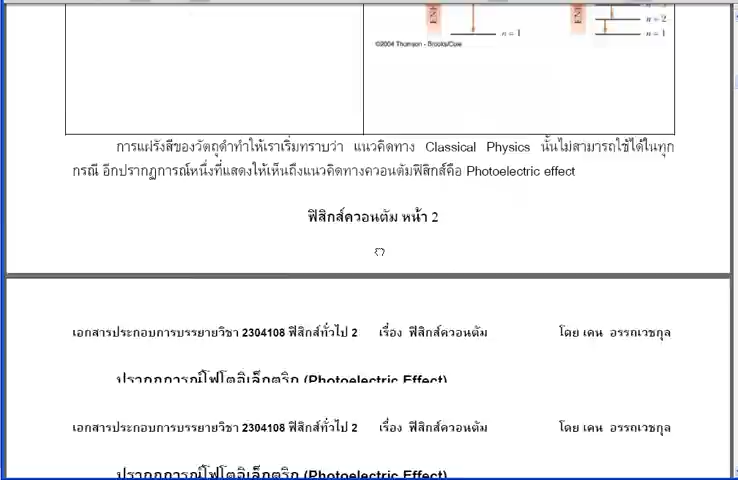 n = 2
n = 1
n = 1
©2004 Thomson - Brooks/Cole
การแผ่รังสีของวัตถุดำทำให้เราเริ่มทราบว่า แนวคิดทาง Classical Physics นั้นไม่สามารถใช้ได้ในทุก
กรณี อีกปรากฏการณ์หนึ่งที่แสดงให้เห็นถึงแนวคิดทางควอนตัมฟิสิกส์คือ Photoelectric effect
ฟิสิกส์ควอนตัม หน้า 2
เอกสารประกอบการบรรยายวิชา 2304108 ฟิสิกส์ทั่วไป 2 เรื่อง ฟิสิกส์ควอนตัม โดย เคน อรรณเวชกุล
ปรากฏการณ์โฟโตอิเล็กตริก (Photoelectric Effect)
เอกสารประกอบการบรรยายวิชา 2304108 ฟิสิกส์ทั่วไป 2 เรื่อง ฟิสิกส์ควอนตัม โดย เคน อรรณเวชกุล
ปรากฏการณ์โฟโตอิเล็กตริก (Photoelectric Effect)